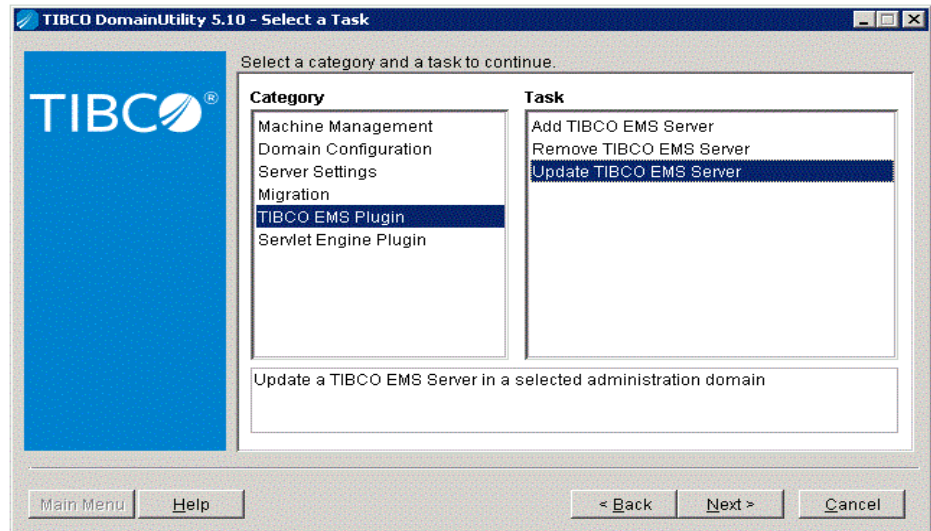 TIBCO DomainUtility 5.10 - Select a Task
Select a category and a task to continue.
TIBCO®
Category
Machine Management
Domain Configuration
Server Settings
Migration
TIBCO EMS Plugin
Servlet Engine Plugin
Task
Add TIBCO EMS Server
Remove TIBCO EMS Server
Update TIBCO EMS Server
Update a TIBCO EMS Server in a selected administration domain
Main Menu
Help
< Back
Next >
Cancel